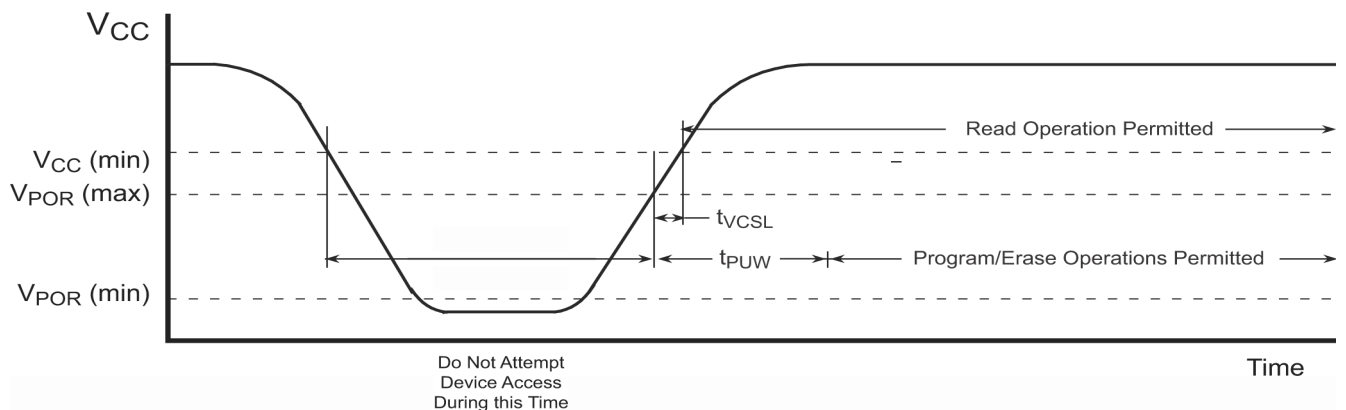 VCC
Read Operation Permitted
VCC (min)
VPOR (max)
tVCSL
tPUW
Program/Erase Operations Permitted
VPOR (min)
Do Not Attempt
Device Access
During this Time
Time